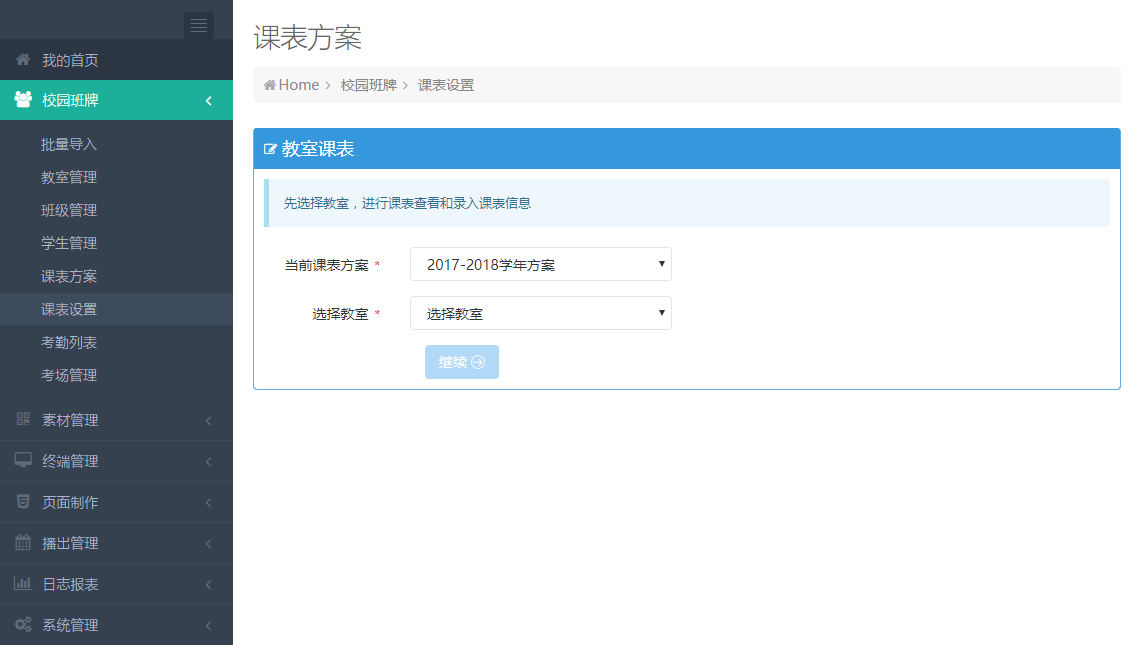 我的首页
校园班牌
批量导入
教室管理
班级管理
学生管理
课表方案
课表设置
考勤列表
考场管理
素材管理
终端管理
页面制作
播出管理
日志报表
系统管理
课表方案
Home > 校园班牌 > 课表设置
教室课表
先选择教室，进行课表查看和录入课表信息
当前课表方案 * 2017-2018学年方案
选择教室 * 选择教室
继续